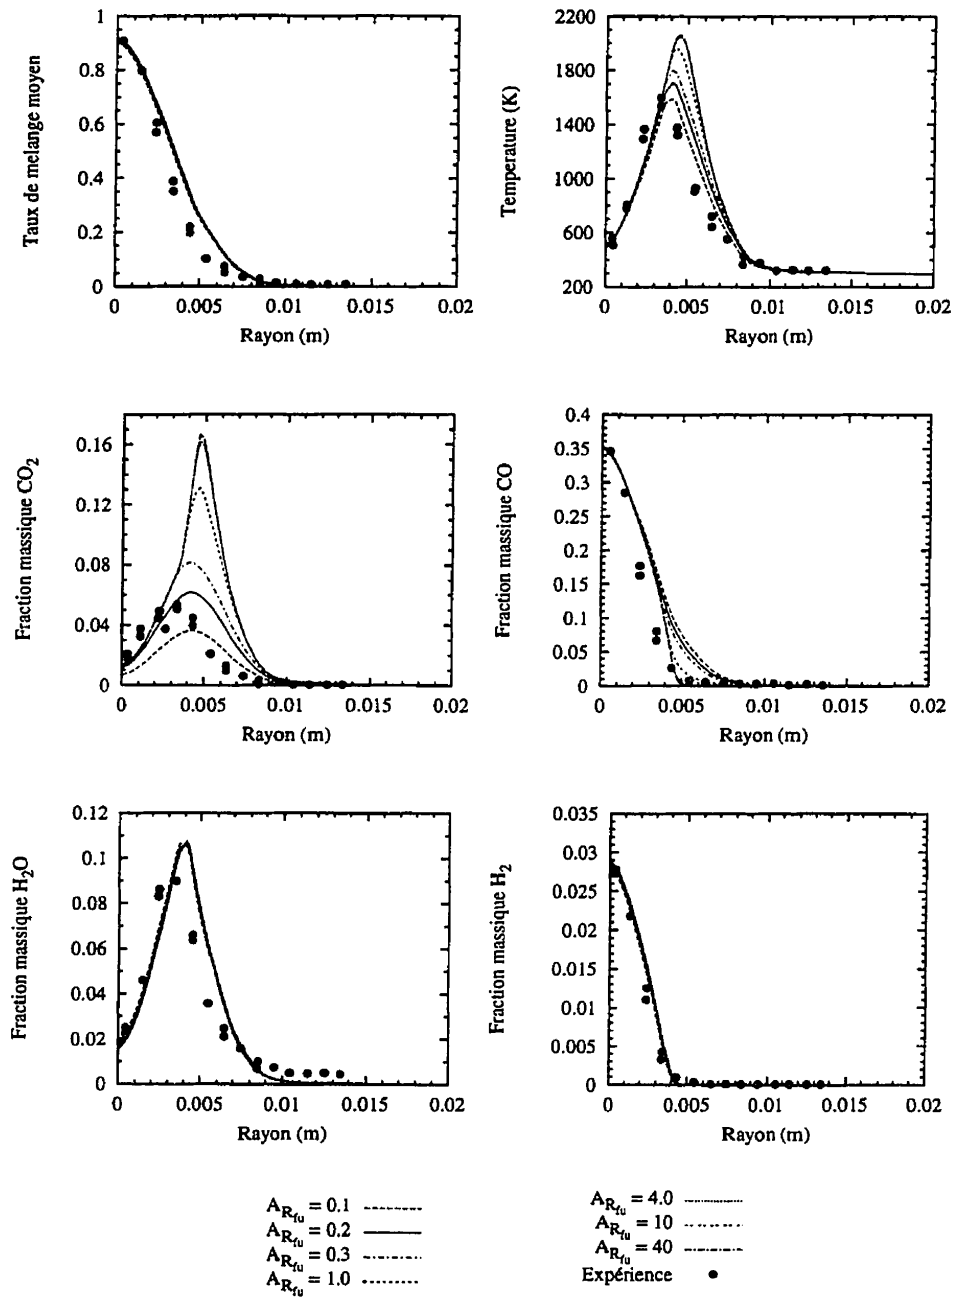 Taux de melange moyen
1
0.8
0.6
0.4
0.2
0
0 0.005 0.01 0.015 0.02
Rayon (m)
Temperature (K)
2200
1800
1400
1000
600
200
0 0.005 0.01 0.015 0.02
Rayon (m)
Fraction massique CO2
0.16
0.12
0.08
0.04
0
0 0.005 0.01 0.015 0.02
Rayon (m)
Fraction massique CO
0.4
0.35
0.3
0.25
0.2
0.15
0.1
0.05
0
0 0.005 0.01 0.015 0.02
Rayon (m)
Fraction massique H2O
0.12
0.1
0.08
0.06
0.04
0.02
0
0 0.005 0.01 0.015 0.02
Rayon (m)
Fraction massique H2
0.035
0.03
0.025
0.02
0.015
0.01
0.005
0
0 0.005 0.01 0.015 0.02
Rayon (m)
ARfu = 0.1
ARfu = 0.2
ARfu = 0.3
ARfu = 1.0
ARfu = 4.0
ARfu = 10
ARfu = 40
Expérience